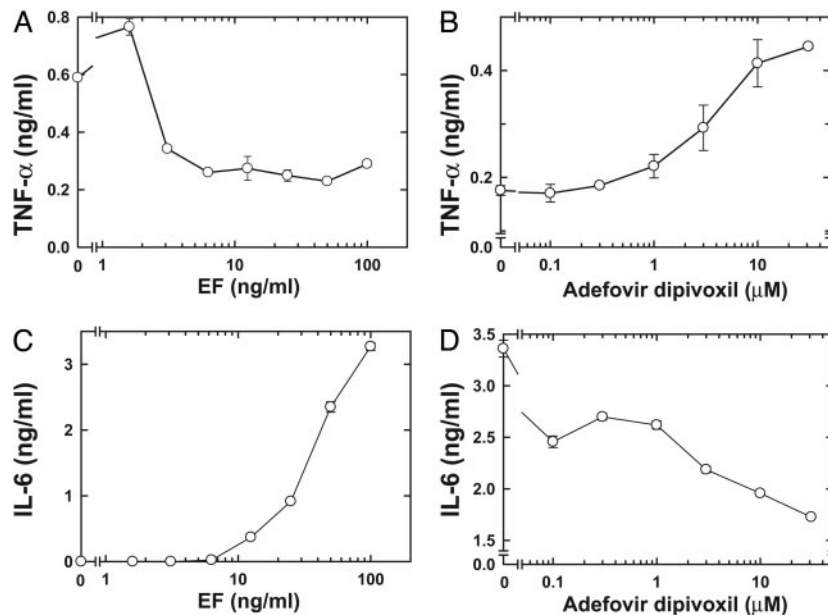 A
TNF-α (ng/ml)
0.8
0.6
0.4
0.2
0.0
0 1 10 100
EF (ng/ml)
B
TNF-α (ng/ml)
0.4
0.2
0.0
0 0.1 1 10
Adefovir dipivoxil (μM)
C
IL-6 (ng/ml)
3
2
1
0
0 1 10 100
EF (ng/ml)
D
IL-6 (ng/ml)
3.5
3.0
2.5
2.0
1.5
0.0
0 0.1 1 10
Adefovir dipivoxil (μM)